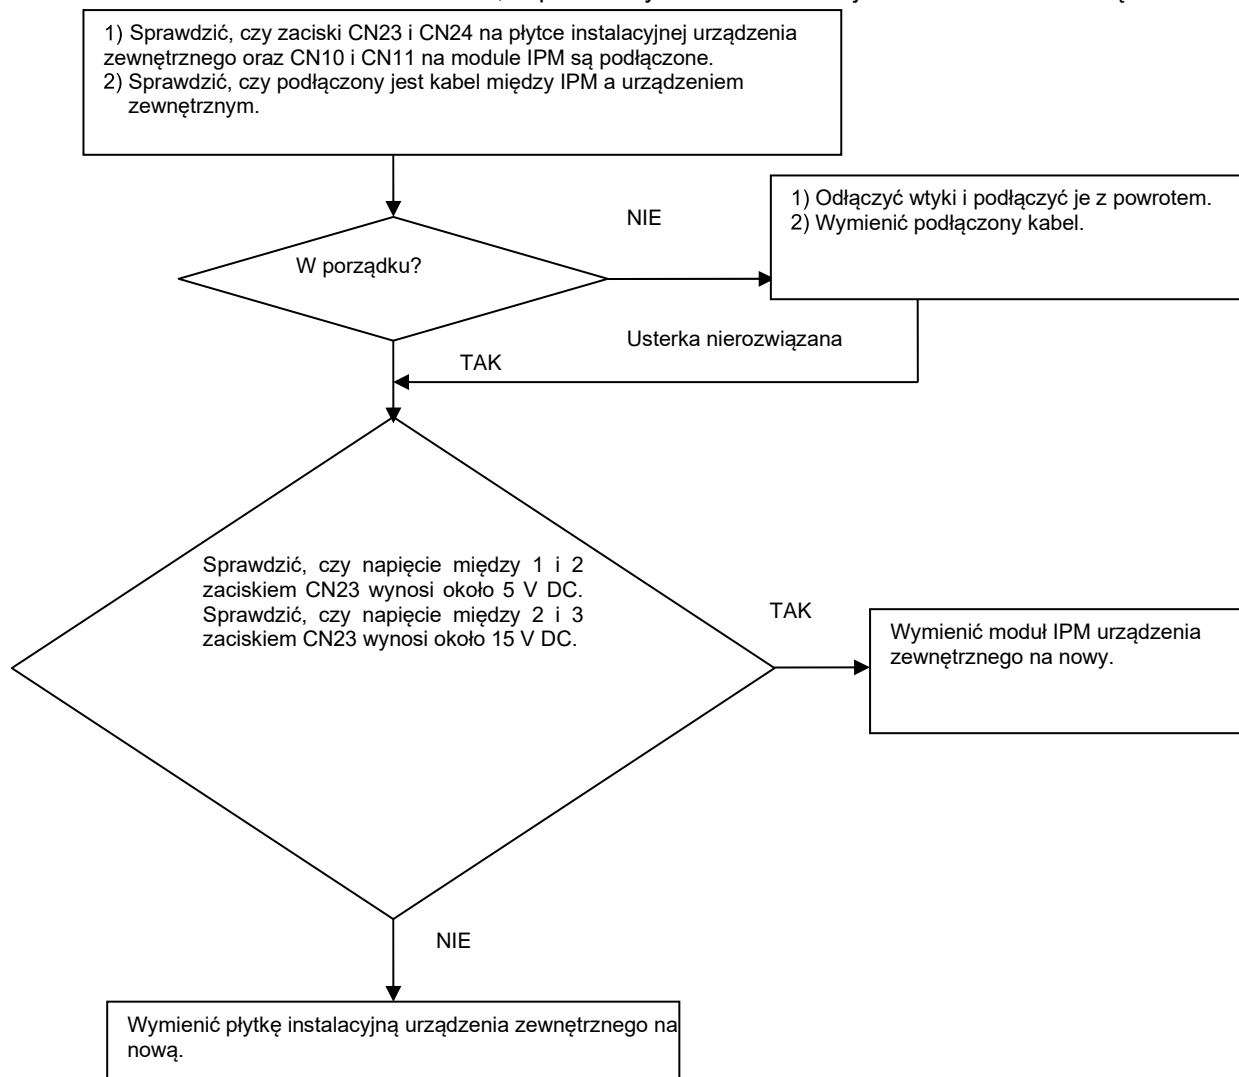 1) Sprawdzić, czy zaciski CN23 i CN24 na płytce instalacyjnej urządzenia
zewnętrznego oraz CN10 i CN11 na module IPM są podłączone.
2) Sprawdzić, czy podłączony jest kabel między IPM a urządzeniem
zewnętrznym.
1) Odłączyć wtyki i podłączyć je z powrotem.
2) Wymienić podłączony kabel.
NIE
W porządku?
Usterka nierozwiązana
TAK
Sprawdzić, czy napięcie między 1 i 2
zaciskiem CN23 wynosi około 5 V DC.
Sprawdzić, czy napięcie między 2 i 3
zaciskiem CN23 wynosi około 15 V DC.
TAK
Wymienić moduł IPM urządzenia
zewnętrznego na nowy.
NIE
Wymienić płytkę instalacyjną urządzenia zewnętrznego na
nową.